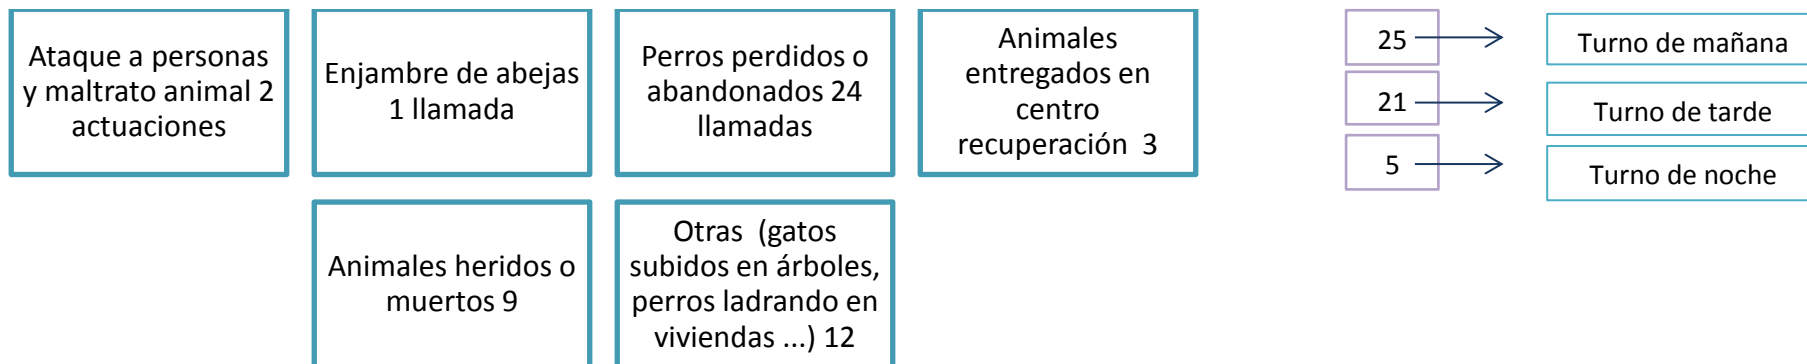 Ataque a personas
y maltrato animal 2
actuaciones
Enjambre de abejas
1 llamada
Perros perdidos o
abandonados 24
llamadas
Animales
entregados en
centro
recuperación 3
Animales heridos o
muertos 9
Otras (gatos
subidos en árboles,
perros ladrando en
viviendas ...) 12
25
Turno de mañana
21
Turno de tarde
5
Turno de noche